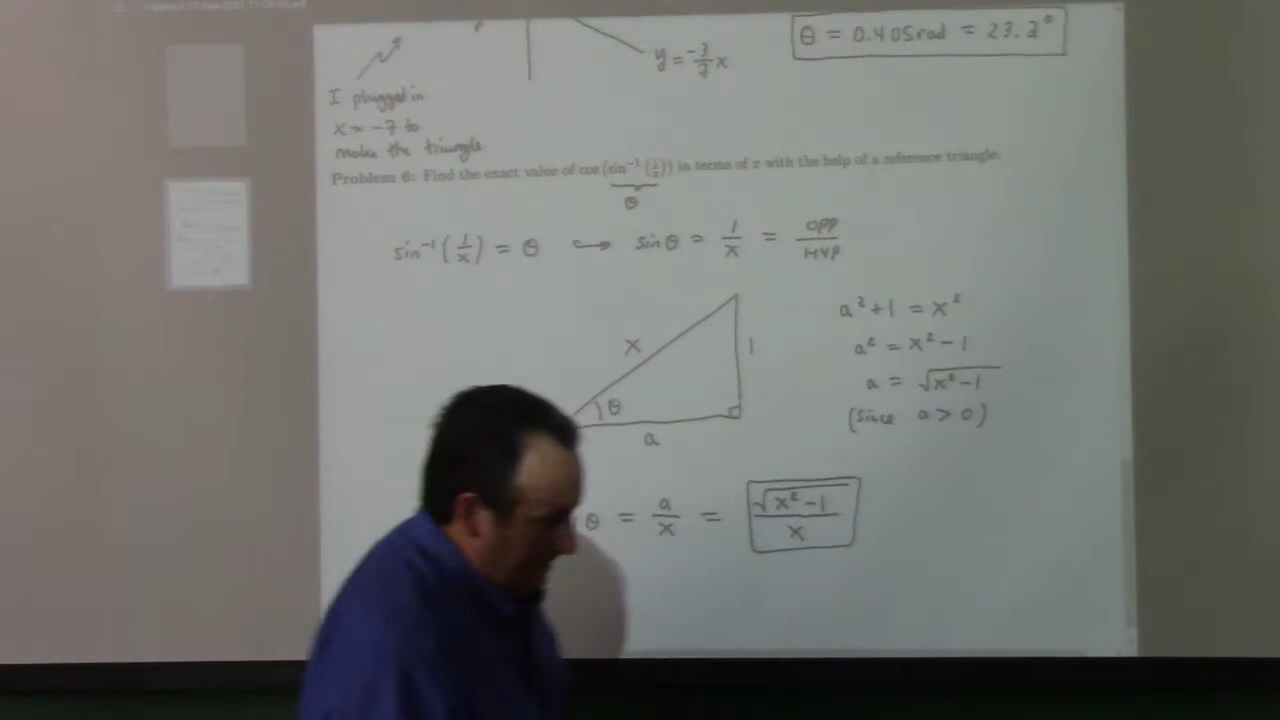 θ = 0.405rad = 23.2°
y = -3/7 x
I plugged in
x = -7 to
make the triangle
Problem 6: Find the exact value of cos (sin⁻¹ (1/x)) in terms of x with the help of a reference triangle.
θ
sin⁻¹(1/x) = θ ↪ sinθ = 1/x = OPP/HYP
x
1
θ
a
a² + 1 = x²
a² = x² - 1
a = √(x² - 1)
(since a > 0)
θ = a/x = √(x² - 1)/x